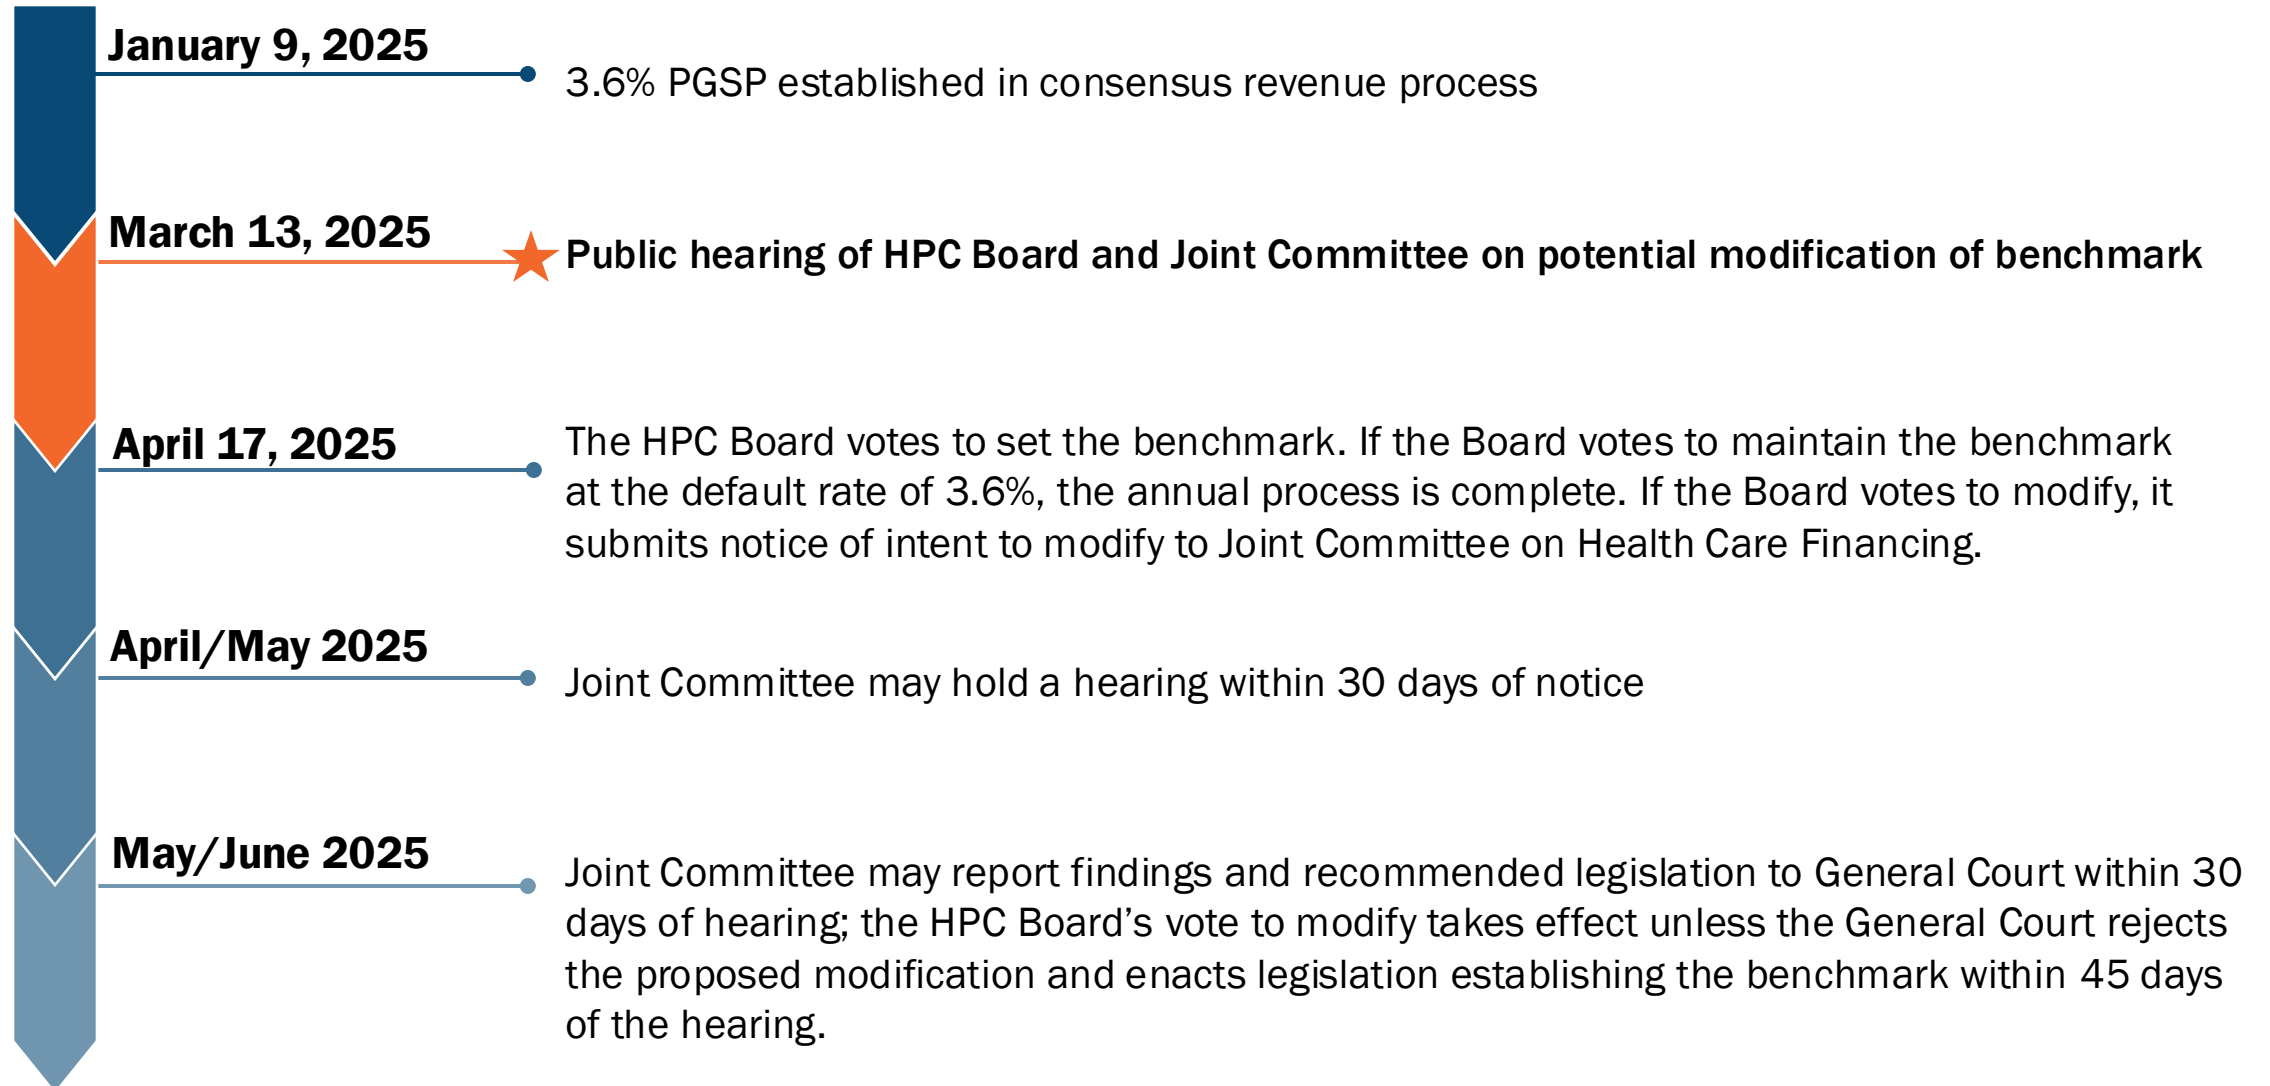 January 9, 2025
3.6% PGSP established in consensus revenue process
March 13, 2025
Public hearing of HPC Board and Joint Committee on potential modification of benchmark
April 17, 2025
The HPC Board votes to set the benchmark. If the Board votes to maintain the benchmark
at the default rate of 3.6%, the annual process is complete. If the Board votes to modify, it
submits notice of intent to modify to Joint Committee on Health Care Financing.
April/May 2025
Joint Committee may hold a hearing within 30 days of notice
May/June 2025
Joint Committee may report findings and recommended legislation to General Court within 30
days of hearing; the HPC Board’s vote to modify takes effect unless the General Court rejects
the proposed modification and enacts legislation establishing the benchmark within 45 days
of the hearing.